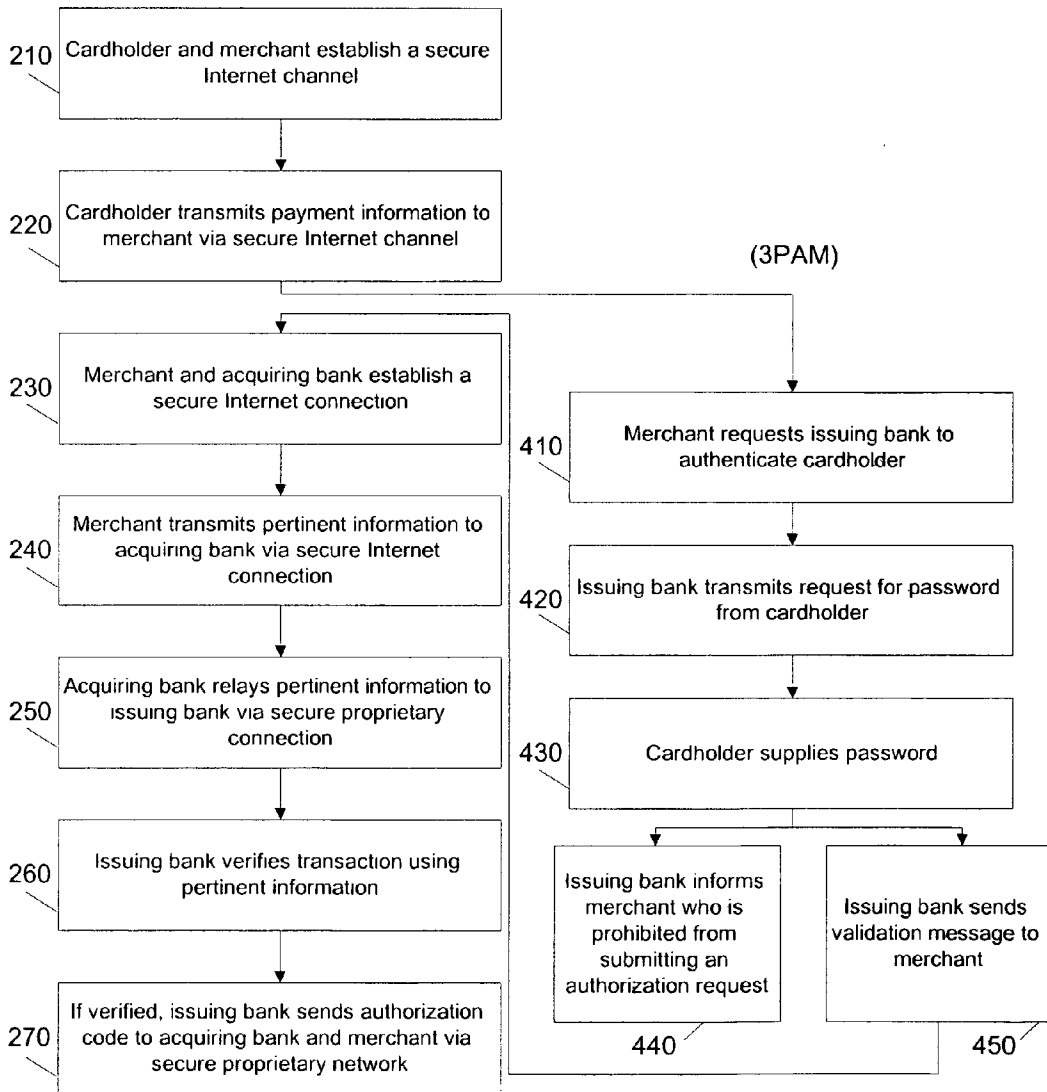 210
Cardholder and merchant establish a secure
Internet channel
220
Cardholder transmits payment information to
merchant via secure Internet channel
(3PAM)
230
Merchant and acquiring bank establish a
secure Internet connection
240
Merchant transmits pertinent information to
acquiring bank via secure Internet
connection
250
Acquiring bank relays pertinent information to
issuing bank via secure proprietary
connection
260
Issuing bank verifies transaction using
pertinent information
270
If verified, issuing bank sends authorization
code to acquiring bank and merchant via
secure proprietary network
410
Merchant requests issuing bank to
authenticate cardholder
420
Issuing bank transmits request for password
from cardholder
430
Cardholder supplies password
Issuing bank informs
merchant who is
prohibited from
submitting an
authorization request
440
Issuing bank sends
validation message to
merchant
450